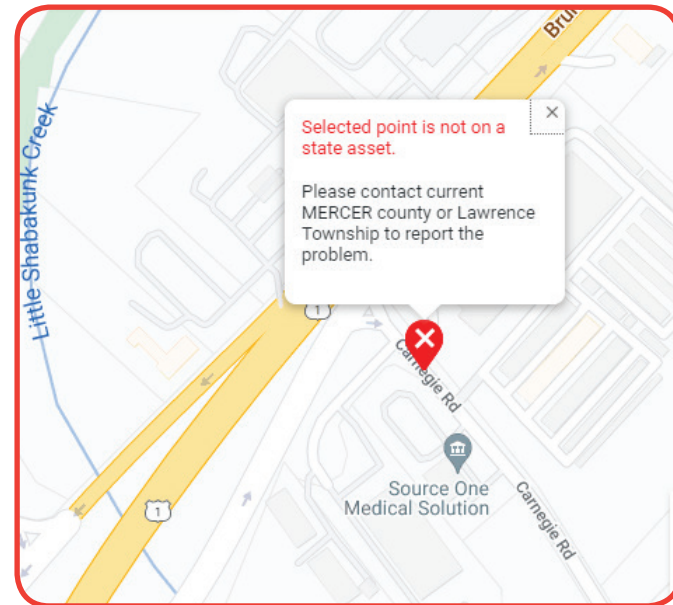 Bru
Selected point is not on a
state asset.
Please contact current
MERCER county or Lawrence
Township to report the
problem.
Little Shabakunk Creek
1
Carnegie Rd
Source One
Medical Solution
Carnegie Rd
1